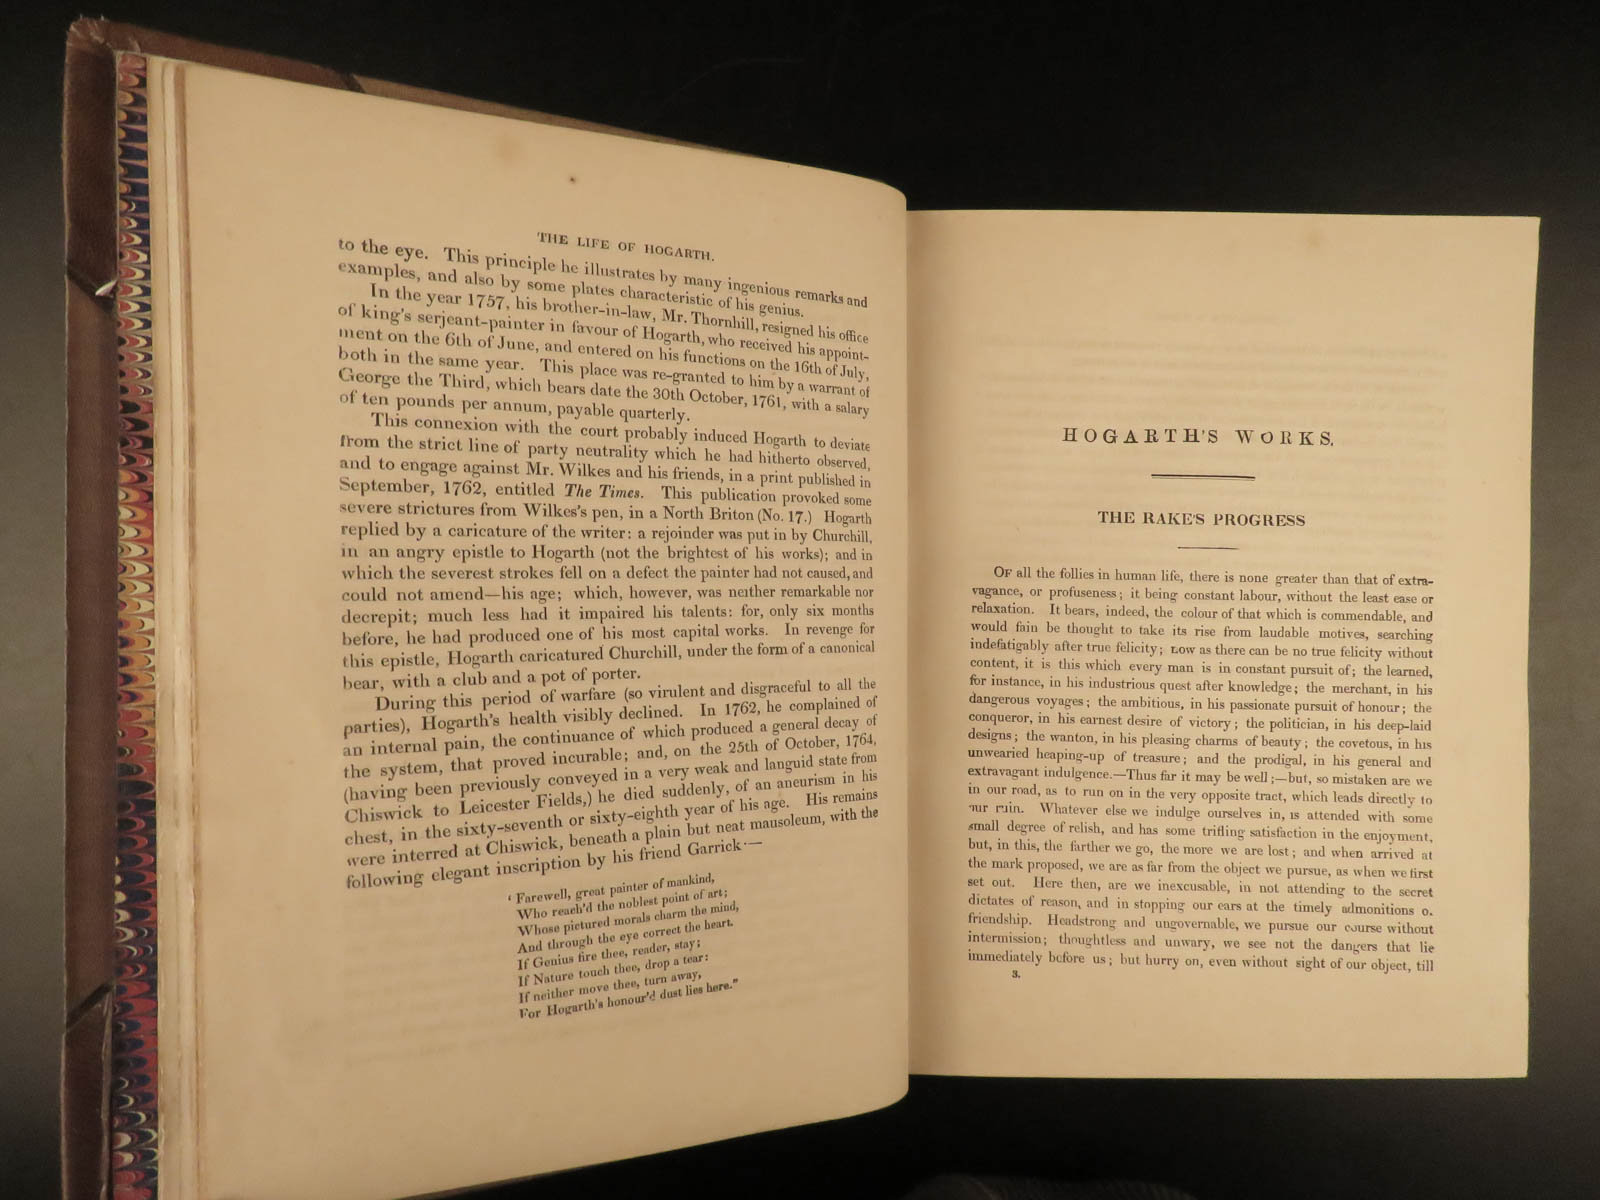 THE LIFE OF HOGARTH.
to the eye. This principle he illustrates by many ingenious remarks and
examples, and also by some plates characteristic of his genius.
In the year 1757, his brother-in-law, Mr. Thornhill, resigned his office
of king's serjeant-painter in favour of Hogarth, who received his appoint-
ment on the 6th of June, and entered on his functions on the 16th of July,
both in the same year. This place was re-granted to him by a warrant of
George the Third, which bears date the 30th October, 1761, with a salary
of ten pounds per annum, payable quarterly.
This connexion with the court probably induced Hogarth to deviate
from the strict line of party neutrality which he had hitherto observed,
and to engage against Mr. Wilkes and his friends, in a print published in
September, 1762, entitled The Times. This publication provoked some
severe strictures from Wilkes's pen, in a North Briton (No. 17.) Hogarth
replied by a caricature of the writer: a rejoinder was put in by Churchill,
in an angry epistle to Hogarth (not the brightest of his works); and in
which the severest strokes fell on a defect the painter had not caused, and
could not amend—his age; which, however, was neither remarkable nor
decrepit; much less had it impaired his talents: for, only six months
before, he had produced one of his most capital works. In revenge for
this epistle, Hogarth caricatured Churchill, under the form of a canonical
bear, with a club and a pot of porter.
During this period of warfare (so virulent and disgraceful to all the
parties), Hogarth's health visibly declined. In 1762, he complained of
an internal pain, the continuance of which produced a general decay of
the system, that proved incurable; and, on the 25th of October, 1764,
(having been previously conveyed in a very weak and languid state from
Chiswick to Leicester Fields,) he died suddenly, of an aneurism in his
chest, in the sixty-seventh or sixty-eighth year of his age. His remains
were interred at Chiswick, beneath a plain but neat mausoleum, with the
following elegant inscription by his friend Garrick·—
‘ Farewell, great painter of mankind,
Who reach'd the noblest point of art;
Whose pictured morals charm the mind,
And through the eye correct the heart.
If Genius fire thee, reader, stay;
If Nature touch thee, drop a tear:
If neither move thee, turn away,
For Hogarth's honour'd dust lies here."
HOGARTH'S WORKS.
THE RAKE'S PROGRESS
OF all the follies in human life, there is none greater than that of extra-
vagance, or profuseness; it being constant labour, without the least ease or
relaxation. It bears, indeed, the colour of that which is commendable, and
would fain be thought to take its rise from laudable motives, searching
indefatigably after true felicity; now as there can be no true felicity without
content, it is this which every man is in constant pursuit of; the learned,
for instance, in his industrious quest after knowledge; the merchant, in his
dangerous voyages; the ambitious, in his passionate pursuit of honour; the
conqueror, in his earnest desire of victory; the politician, in his deep-laid
designs; the wanton, in his pleasing charms of beauty; the covetous, in his
unwearied heaping-up of treasure; and the prodigal, in his general and
extravagant indulgence.—Thus far it may be well;—but, so mistaken are we
in our road, as to run on in the very opposite tract, which leads directly to
our ruin. Whatever else we indulge ourselves in, is attended with some
small degree of relish, and has some trifling satisfaction in the enjoyment,
but, in this, the farther we go, the more we are lost; and when arrived at
the mark proposed, we are as far from the object we pursue, as when we first
set out. Here then, are we inexcusable, in not attending to the secret
dictates of reason, and in stopping our ears at the timely admonitions o.
friendship. Headstrong and ungovernable, we pursue our course without
intermission; thoughtless and unwary, we see not the dangers that lie
immediately before us; but hurry on, even without sight of our object, till
3.